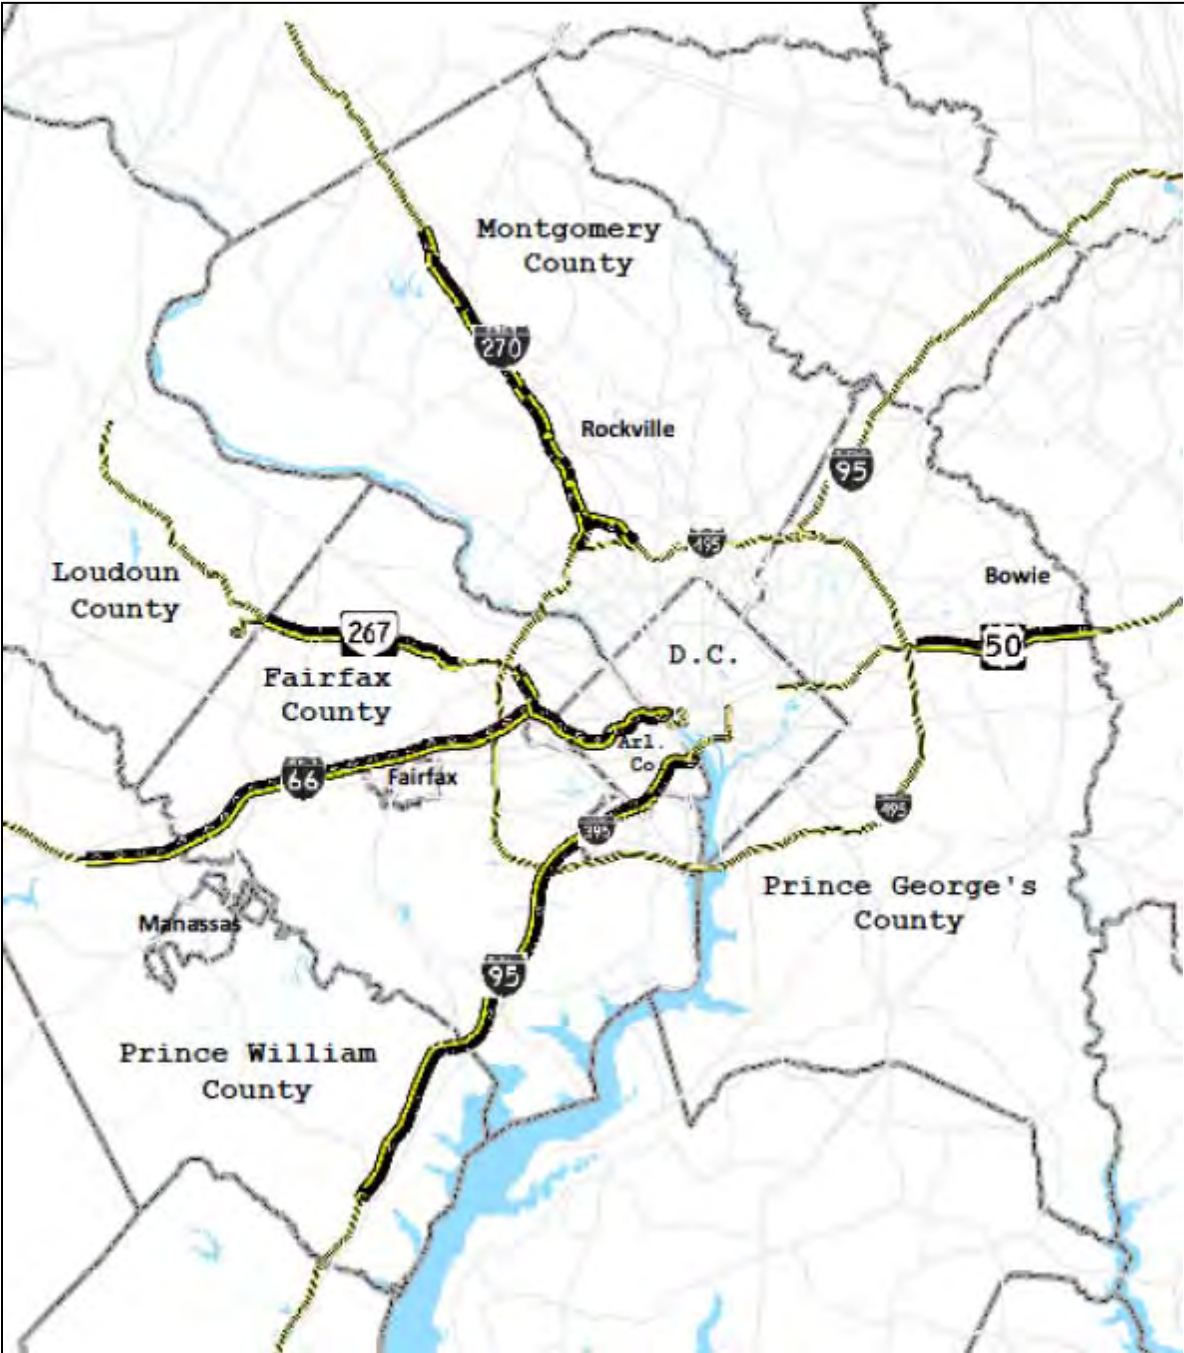 Montgomery
County
270
Rockville
95
495
Loudoun
County
Bowie
267
50
D.C.
Fairfax
County
Arl.
Co
66
Fairfax
395
495
Prince George's
County
Manassas
95
Prince William
County